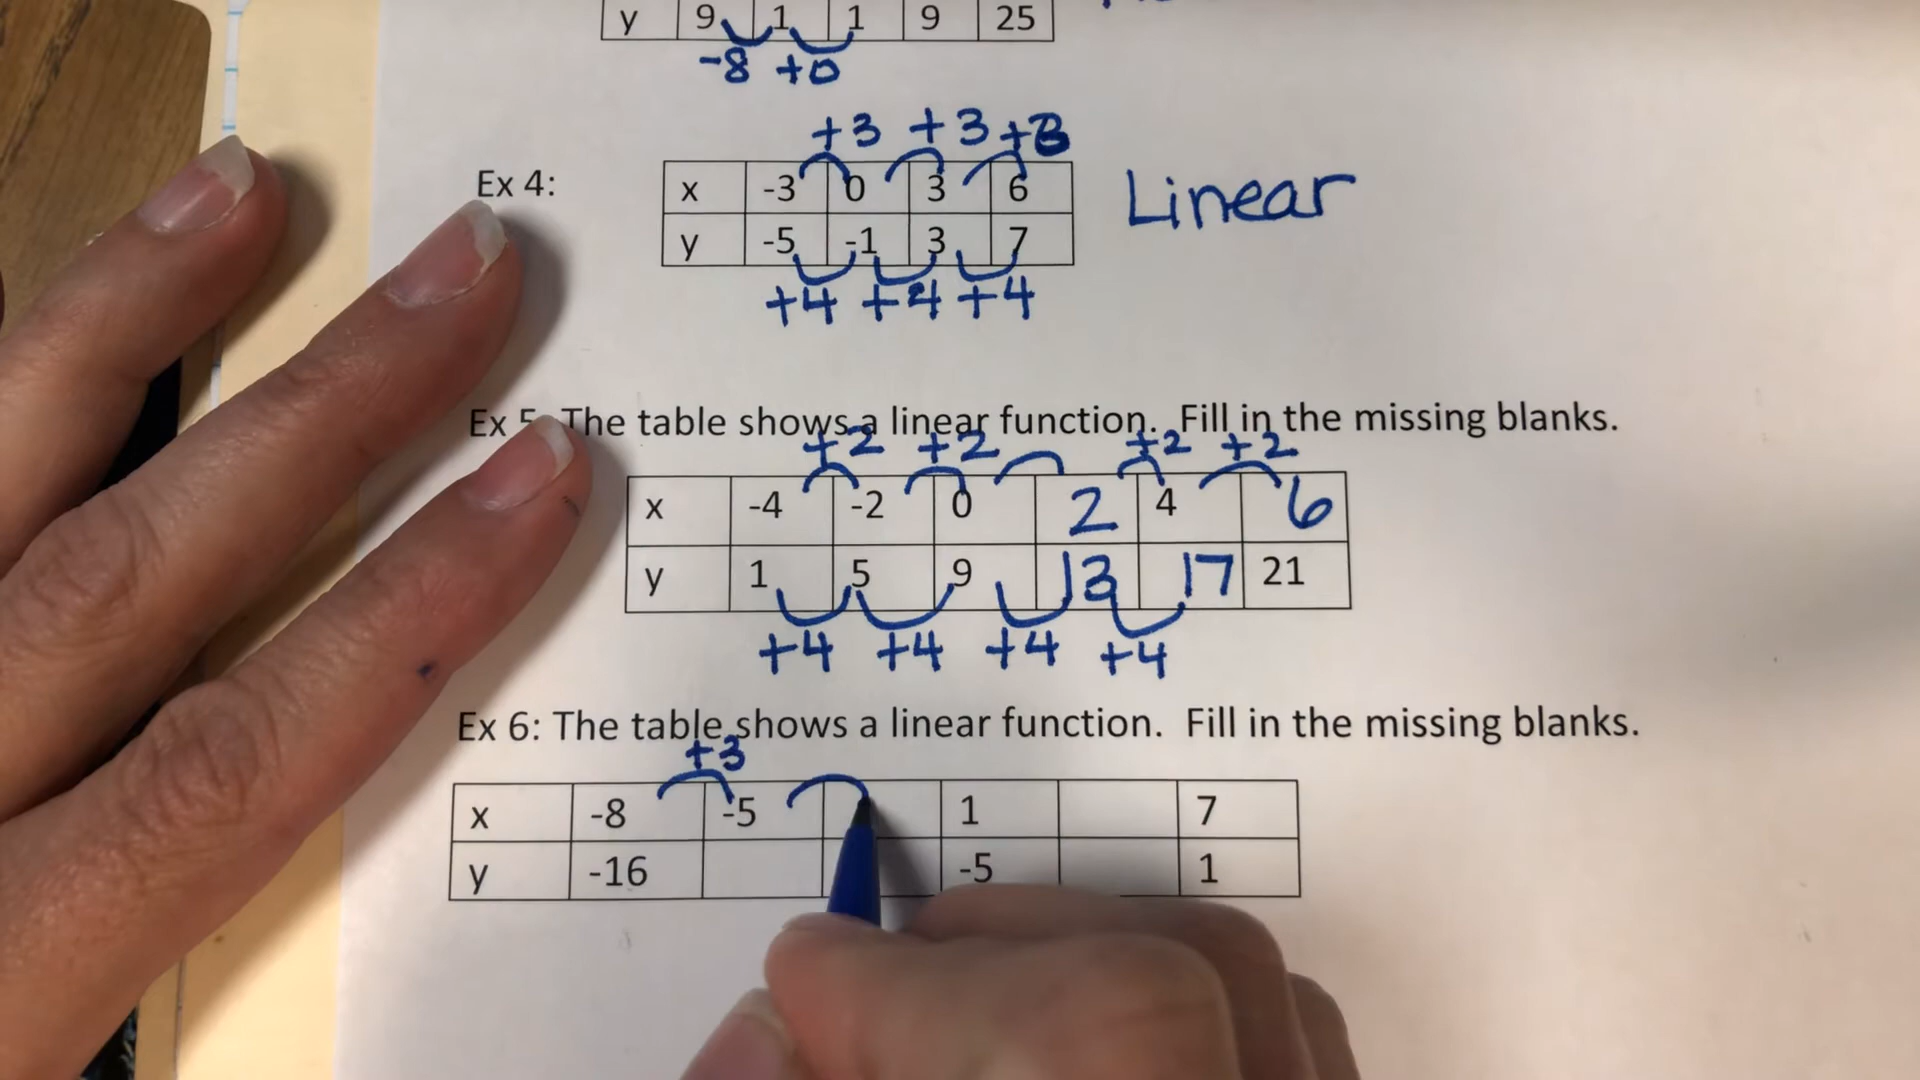 y 9 1 1 9 25
-8 +0
+3 +3 +3
Ex 4:
x -3 0 3 6
Linear
y -5 -1 3 7
+4 +4 +4
Ex The table shows a linear function. Fill in the missing blanks.
+2 +2 +2 +2
x -4 -2 0 2 4 6
y 1 5 9 13 17 21
+4 +4 +4 +4
Ex 6: The table shows a linear function. Fill in the missing blanks.
+3
x -8 -5 1 7
y -16 -5 1